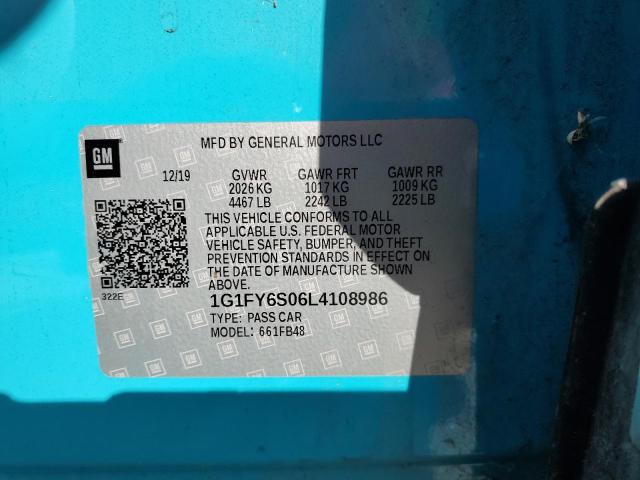 GM
MFD BY GENERAL MOTORS LLC
12/19 GVWR GAWR FRT GAWR RR
2026 KG 1017 KG 1009 KG
4467 LB 2242 LB 2225 LB
THIS VEHICLE CONFORMS TO ALL
APPLICABLE U.S. FEDERAL MOTOR
VEHICLE SAFETY, BUMPER, AND THEFT
PREVENTION STANDARDS IN EFFECT ON
THE DATE OF MANUFACTURE SHOWN
ABOVE.
322E
1G1FY6S06L4108986
TYPE: PASS CAR
MODEL: 661FB48